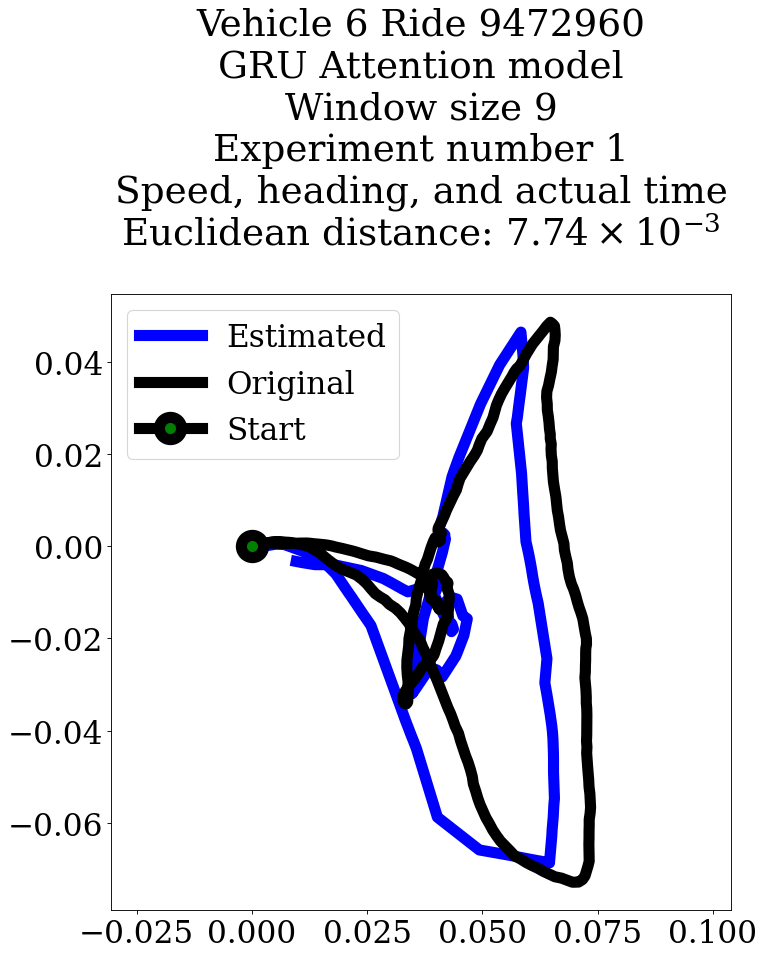 Vehicle 6 Ride 9472960
GRU Attention model
Window size 9
Experiment number 1
Speed, heading, and actual time
Euclidean distance: 7.74 × 10⁻³
Estimated
Original
Start
0.04
0.02
0.00
−0.02
−0.04
−0.06
−0.025 0.000 0.025 0.050 0.075 0.100